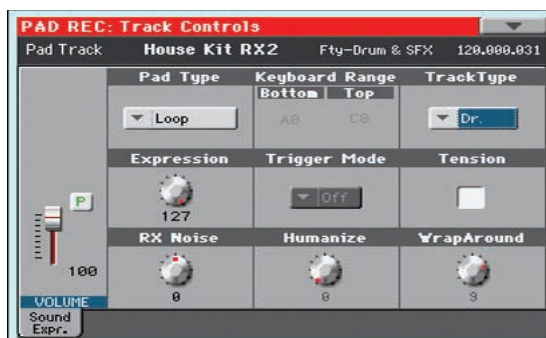 PAD REC: Track Controls
Pad Track House Kit RX2 Fty-Drum & SFX 120.000.031
Pad Type Keyboard Range TrackType
Bottom Top
Loop A0 C8 Dr.
Expression Trigger Mode Tension
P
Off
127
RX Noise Humanize WrapAround
100
0 0 9
VOLUME
Sound
Expr.